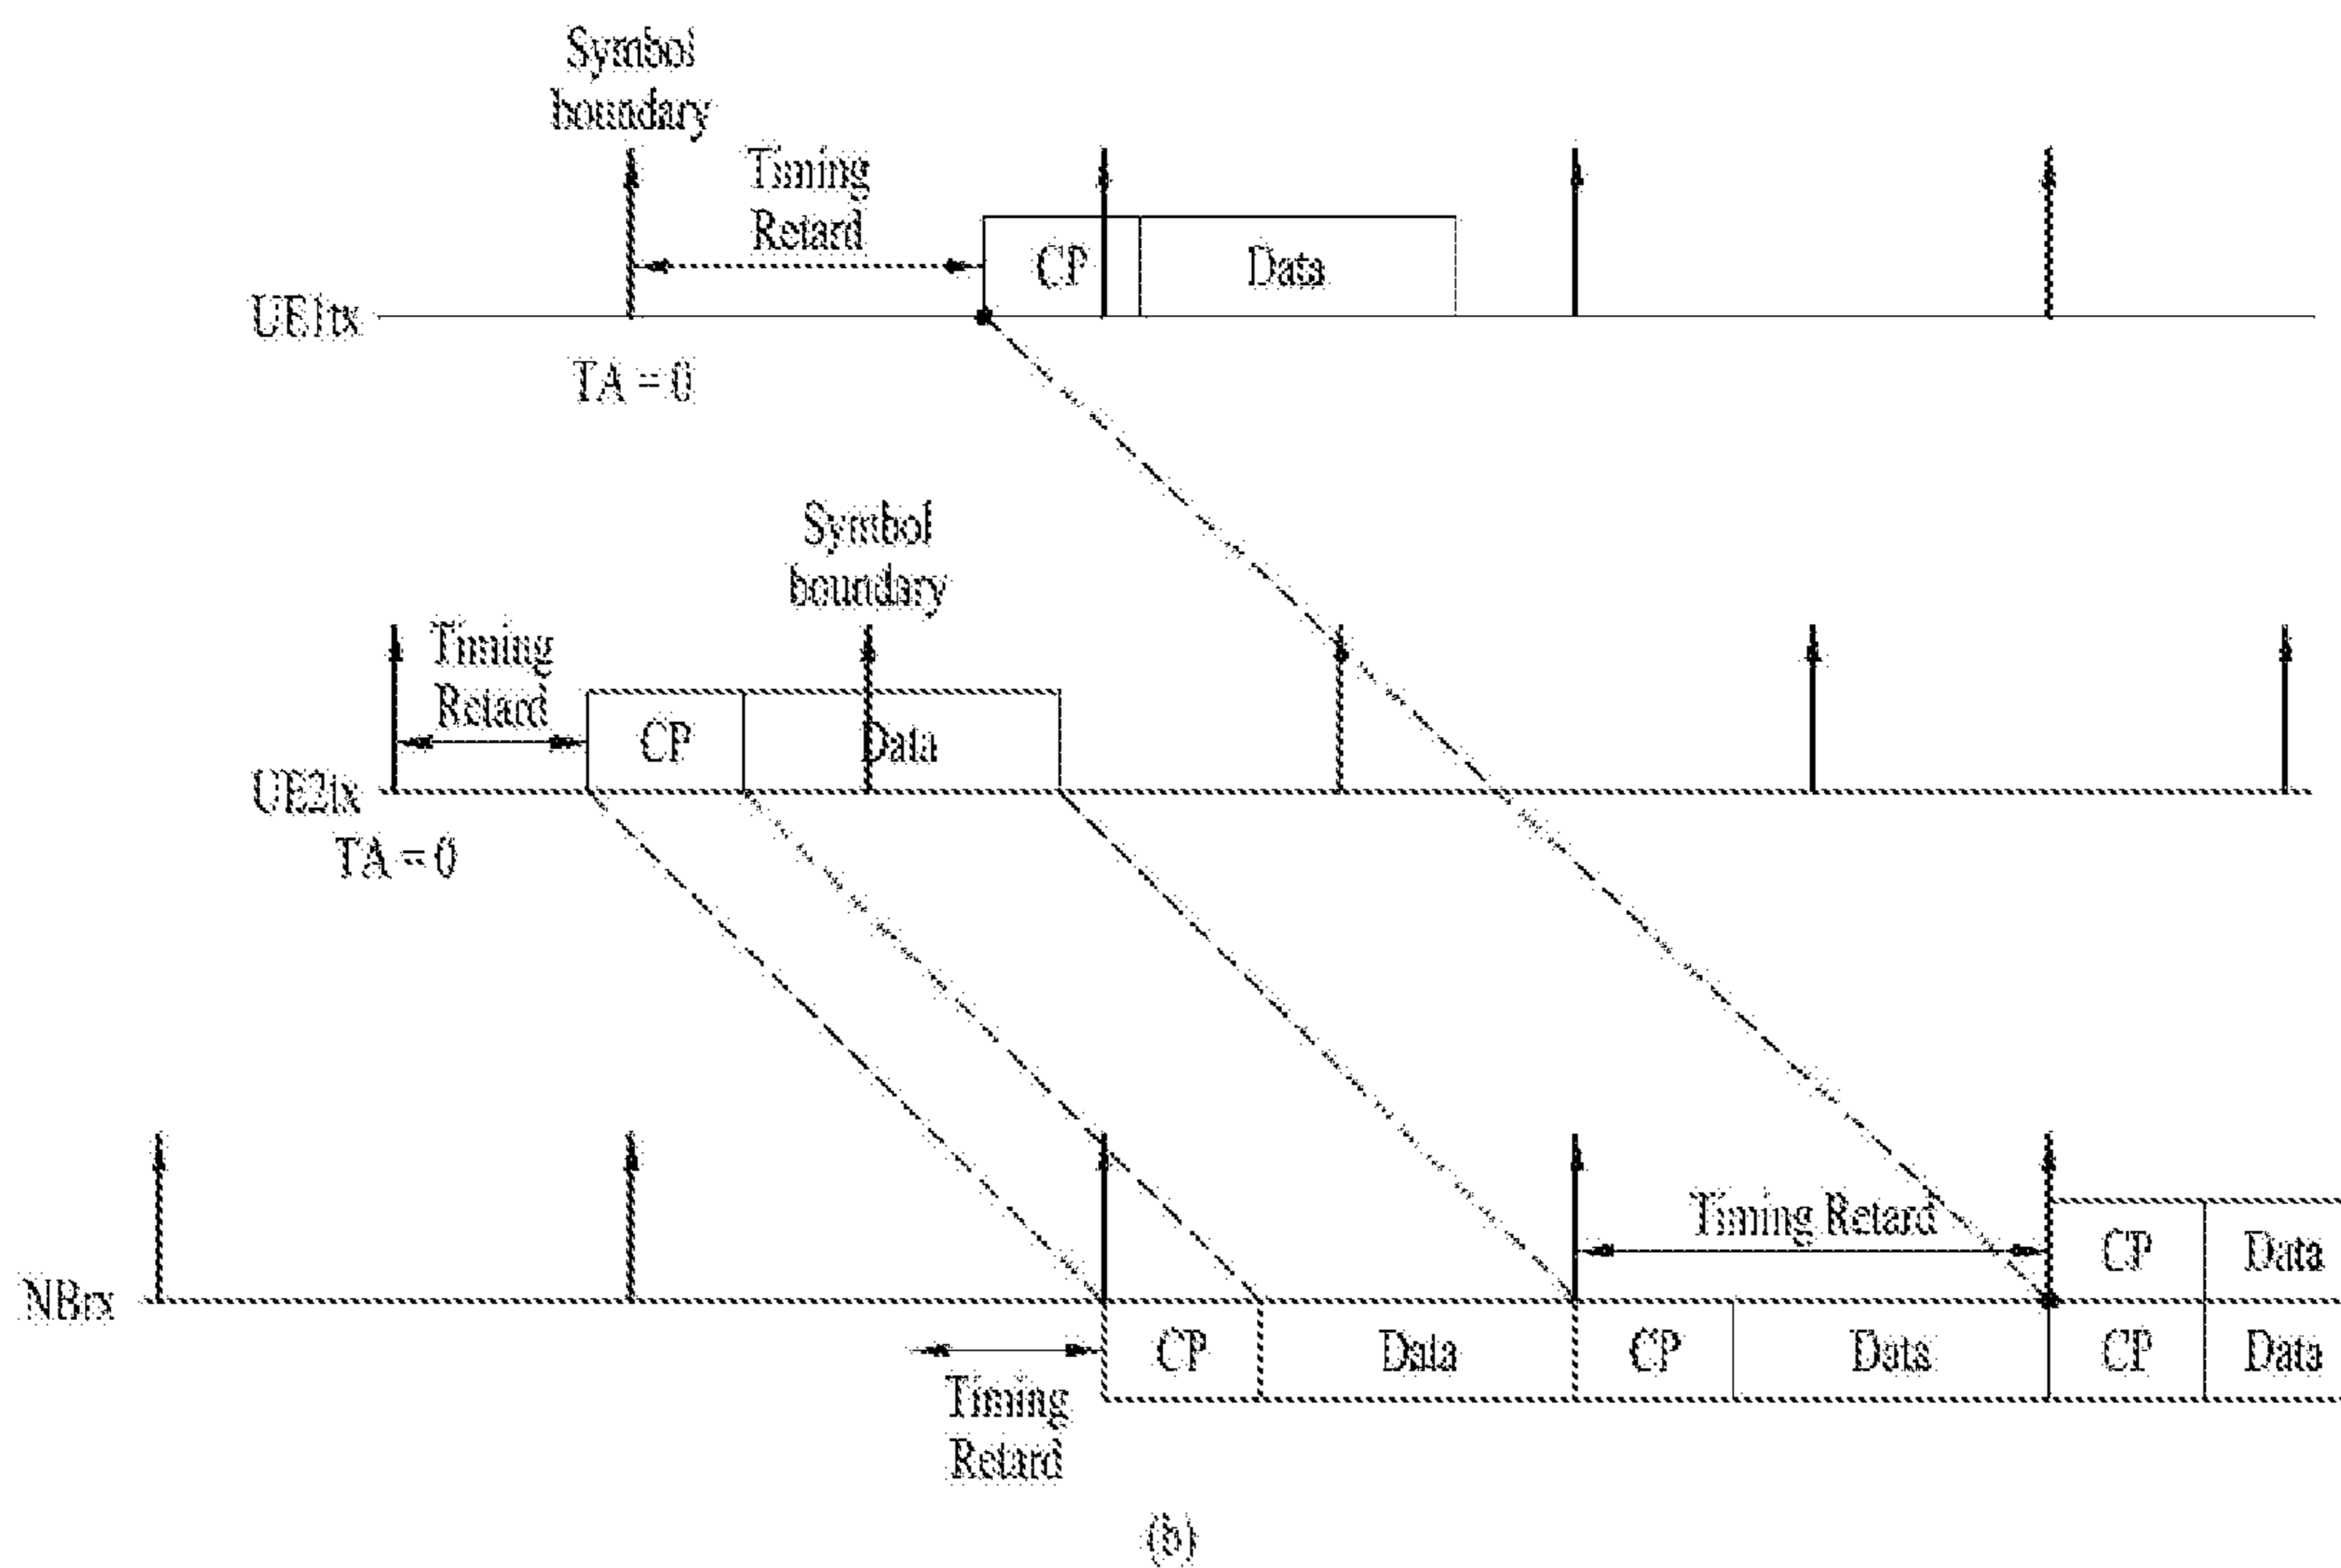 Symbol
boundary
Timing
Retard
CP
Data
UE1tx
TA = 0
Symbol
boundary
Timing
Retard
CP
Data
UE2tx
TA = 0
Timing Retard
CP
Data
NBrx
CP
Data
CP
Data
CP
Data
Timing
Retard
(b)